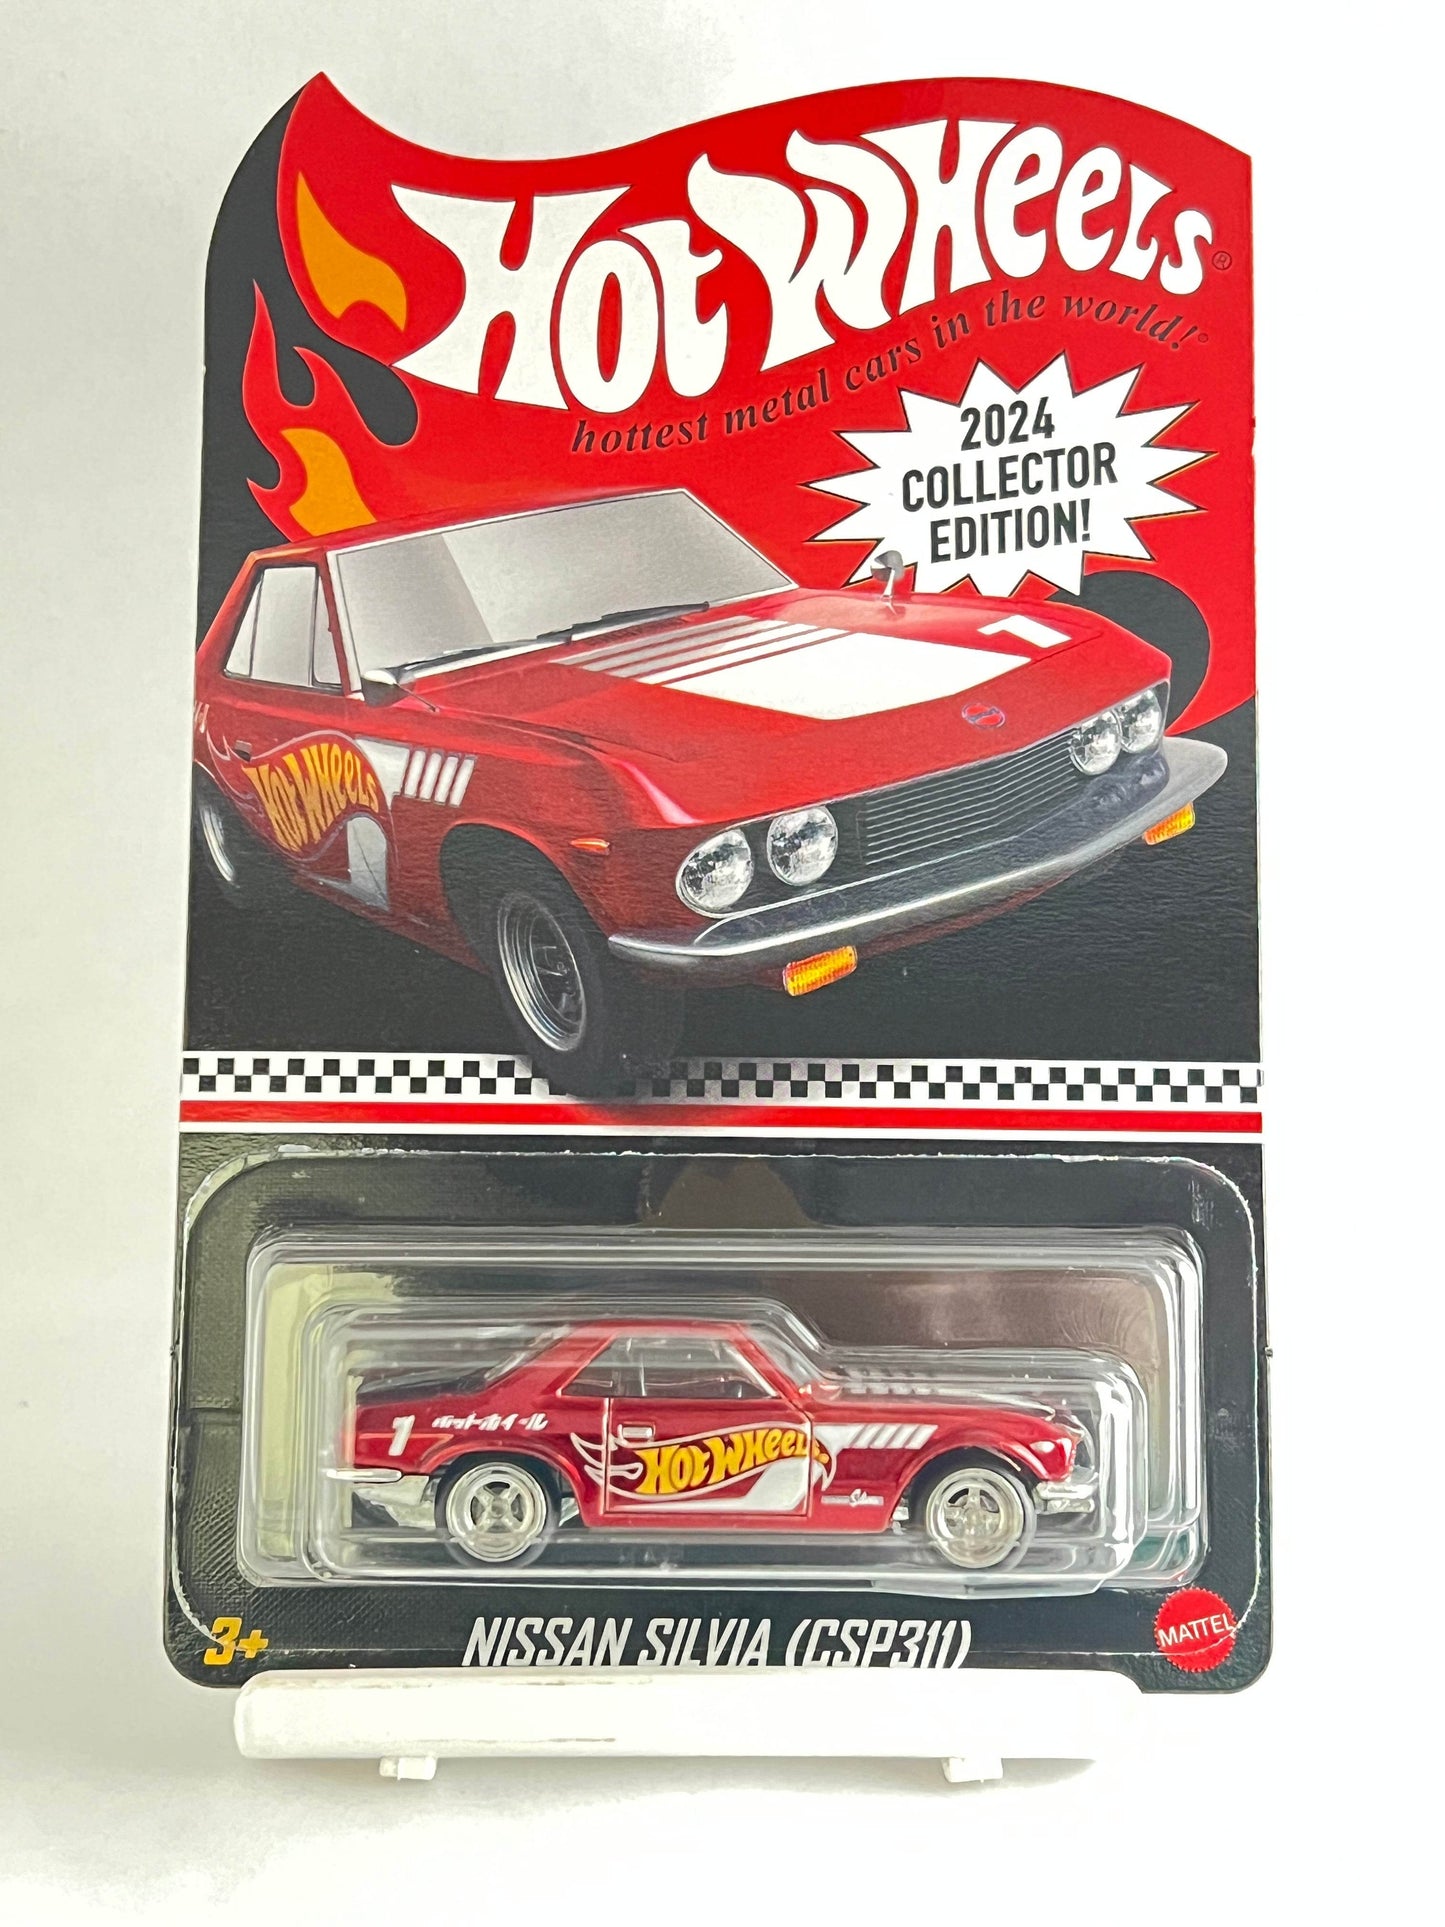 HOT WHEELS®
hottest metal cars in the world!®
2024
COLLECTOR
EDITION!
1
HOT WHEELS
1 ホットホイール
HOT WHEELS
Silvia
3+
NISSAN SILVIA (CSP311)
MATTEL